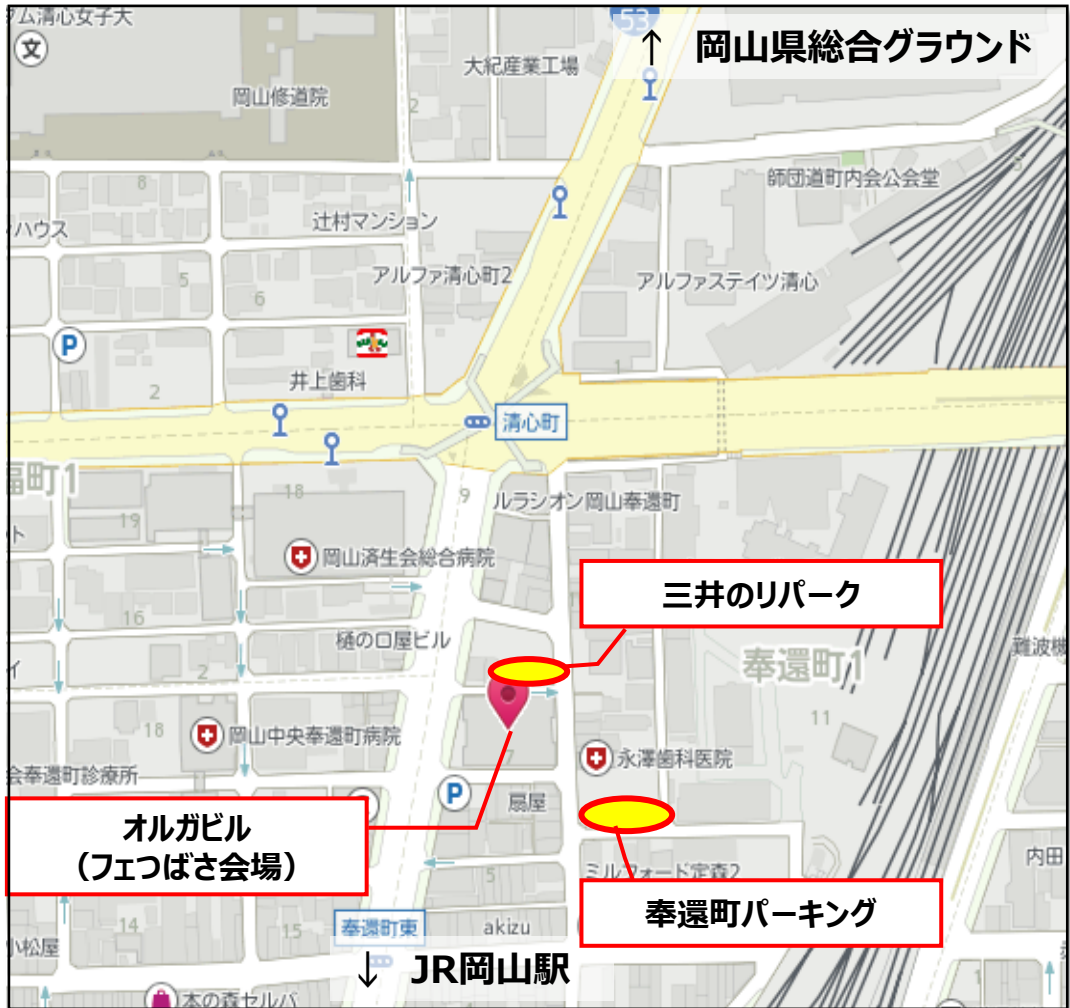 ム清心女子大
文
53
↑ 岡山県総合グラウンド
大紀産業工場
岡山修道院
2
師団道町内会公会堂
8
ハウス
辻村マンション
5
6
アルファ清心町2
アルファステイツ清心
P
井上歯科
1
2
清心町
福町1
18
9
ルラシオン岡山奉還町
19
ト
岡山済生会総合病院
三井のリパーク
16
樋の口屋ビル
難波機
イ
2
奉還町1
18
岡山中央奉還町病院
11
永澤歯科医院
会奉還町診療所
P
扇屋
オルガビル
（フェつばさ会場）
ミルフォード定森2
内田
5
奉還町パーキング
14
15
奉還町東
akizu
小松屋
↓ JR岡山駅
本の森セルバ